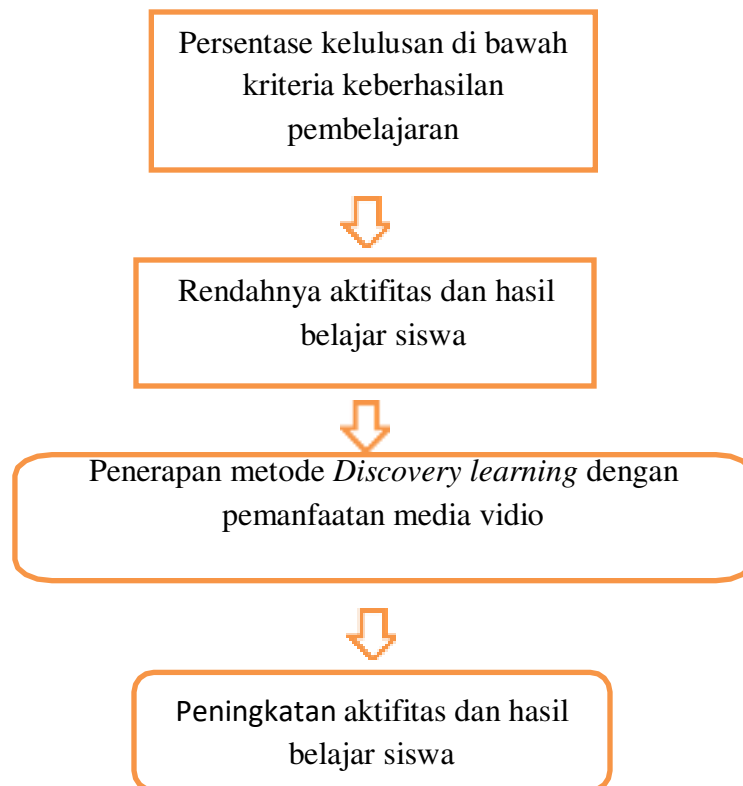 Persentase kelulusan di bawah
kriteria keberhasilan
pembelajaran
Rendahnya aktifitas dan hasil
belajar siswa
Penerapan metode Discovery learning dengan
pemanfaatan media vidio
Peningkatan aktifitas dan hasil
belajar siswa